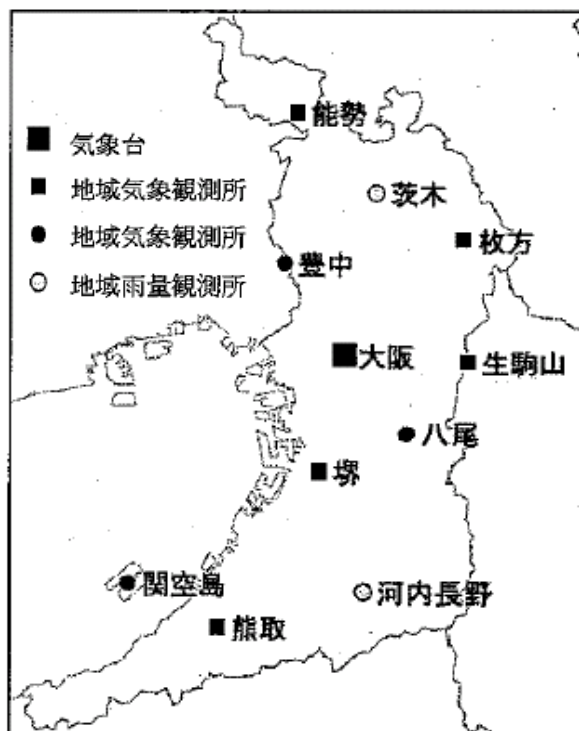 能勢
気象台
地域気象観測所
茨木
地域気象観測所
枚方
豊中
地域雨量観測所
大阪
生駒山
八尾
堺
関空島
河内長野
熊取